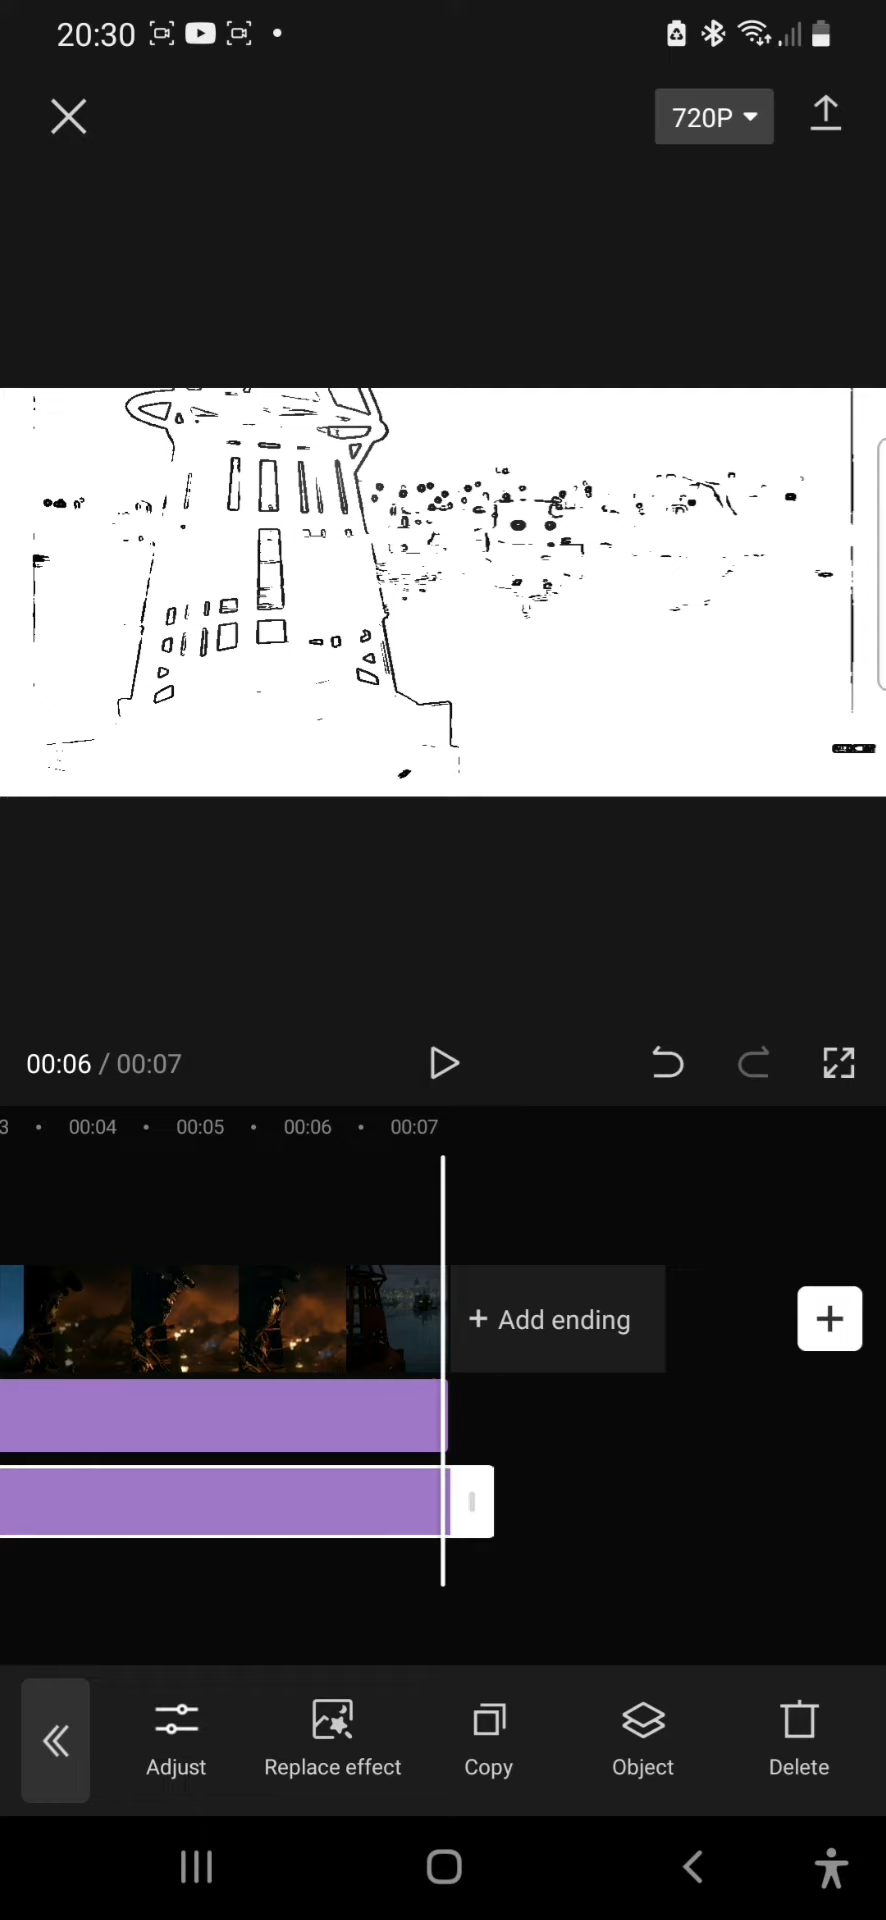 20:30
720P
00:06 / 00:07
3 • 00:04 • 00:05 • 00:06 • 00:07
+ Add ending
Adjust
Replace effect
Copy
Object
Delete